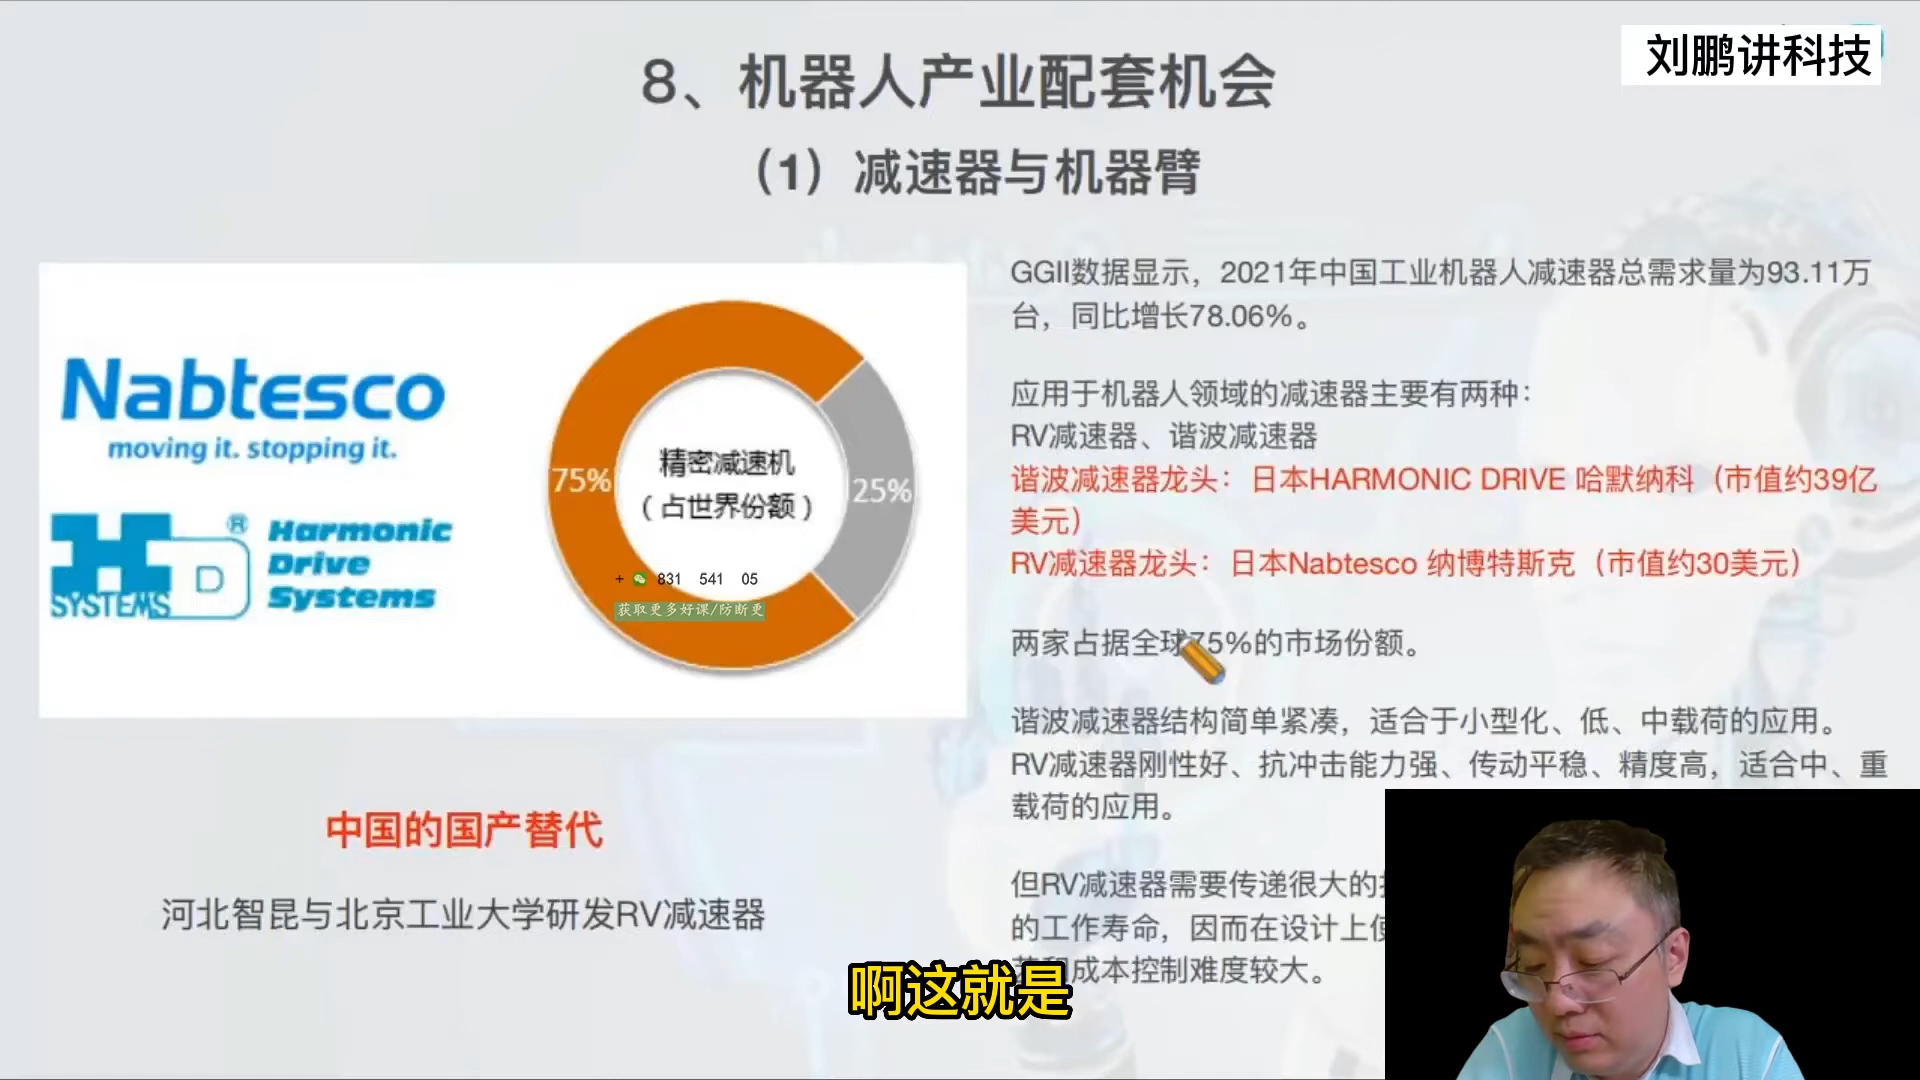 刘鹏讲科技
8、机器人产业配套机会
（1）减速器与机器臂
Nabtesco
moving it. stopping it.
HD
SYSTEMS
®
Harmonic
Drive
Systems
75%
精密减速机
（占世界份额）
25%
+ 831 541 05
获取更多好课/防断更
中国的国产替代
河北智昆与北京工业大学研发RV减速器
GGII数据显示，2021年中国工业机器人减速器总需求量为93.11万
台，同比增长78.06%。
应用于机器人领域的减速器主要有两种：
RV减速器、谐波减速器
谐波减速器龙头：日本HARMONIC DRIVE 哈默纳科（市值约39亿
美元）
RV减速器龙头：日本Nabtesco 纳博特斯克（市值约30美元）
两家占据全球75%的市场份额。
谐波减速器结构简单紧凑，适合于小型化、低、中载荷的应用。
RV减速器刚性好、抗冲击能力强、传动平稳、精度高，适合中、重
载荷的应用。
但RV减速器需要传递很大的
的工作寿命，因而在设计上
成本控制难度较大。
啊这就是